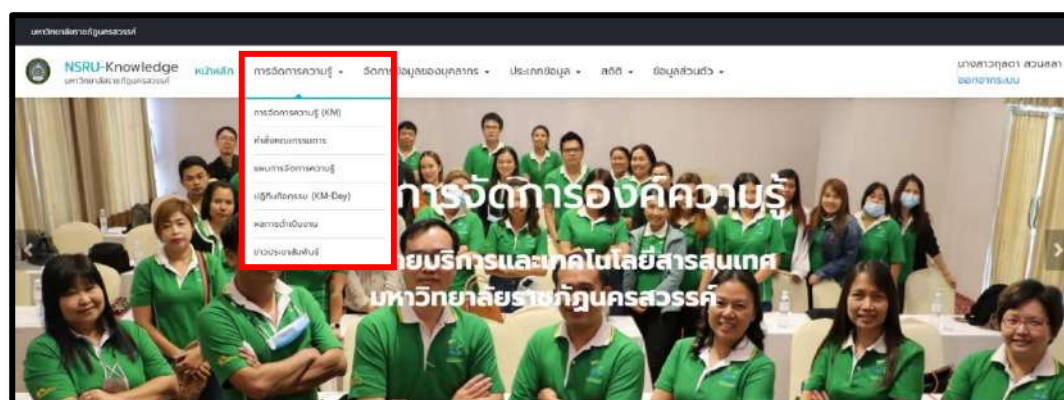 มหาวิทยาลัยราชภัฏนครสวรรค์
NSRU-Knowledge
มหาวิทยาลัยราชภัฏนครสวรรค์
หน้าหลัก การจัดการความรู้ จัดการข้อมูลของบุคลากร ประเภทข้อมูล สถิติ ข้อมูลส่วนตัว
นางสาวกุลดา สวนสลา
ออกจากระบบ
การจัดการความรู้ (KM)
คำสั่งคณะกรรมการ
แผนการจัดการความรู้
ปฏิทินกิจกรรม (KM-Day)
ผลการดำเนินงาน
ข่าวประชาสัมพันธ์
การจัดการองค์ความรู้
ยบริการและเทคโนโลยีสารสนเทศ
มหาวิทยาลัยราชภัฏนครสวรรค์